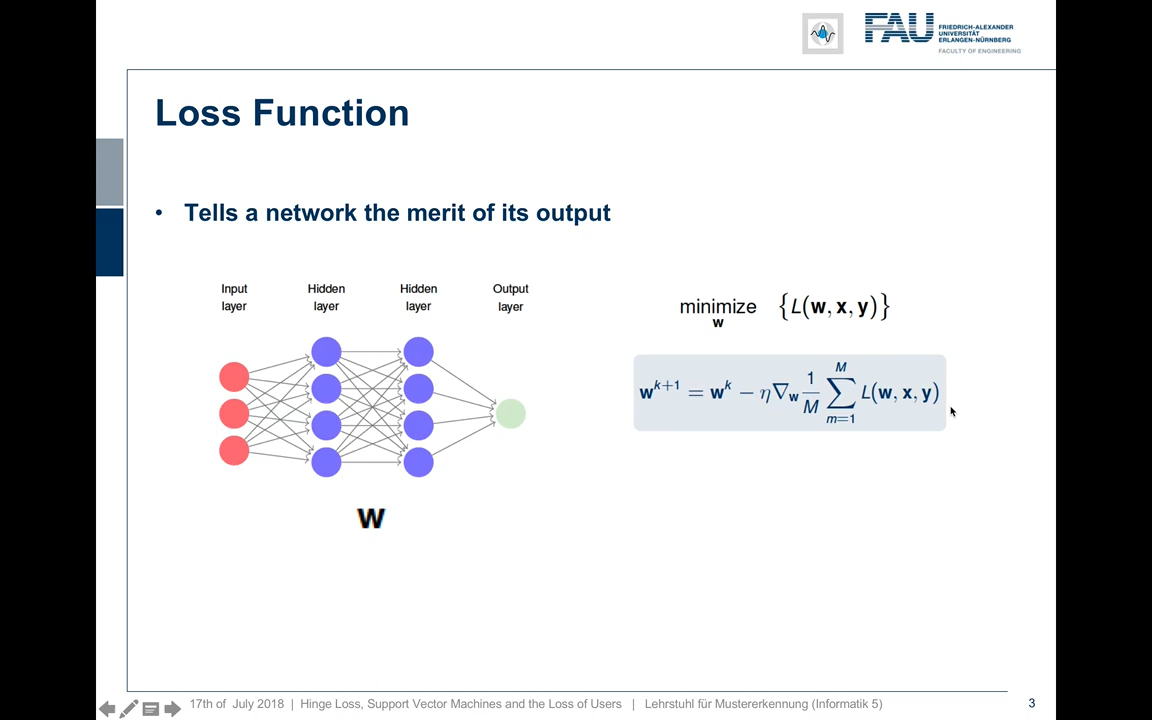 FAU
FRIEDRICH-ALEXANDER
UNIVERSITÄT
ERLANGEN-NÜRNBERG
FACULTY OF ENGINEERING
Loss Function
• Tells a network the merit of its output
Input layer
Hidden layer
Hidden layer
Output layer
w
minimize {L(w, x, y)}
w
w^{k+1} = w^k − η∇_w 1/M ∑_{m=1}^{M} L(w, x, y)
17th of July 2018 | Hinge Loss, Support Vector Machines and the Loss of Users | Lehrstuhl für Mustererkennung (Informatik 5)
3